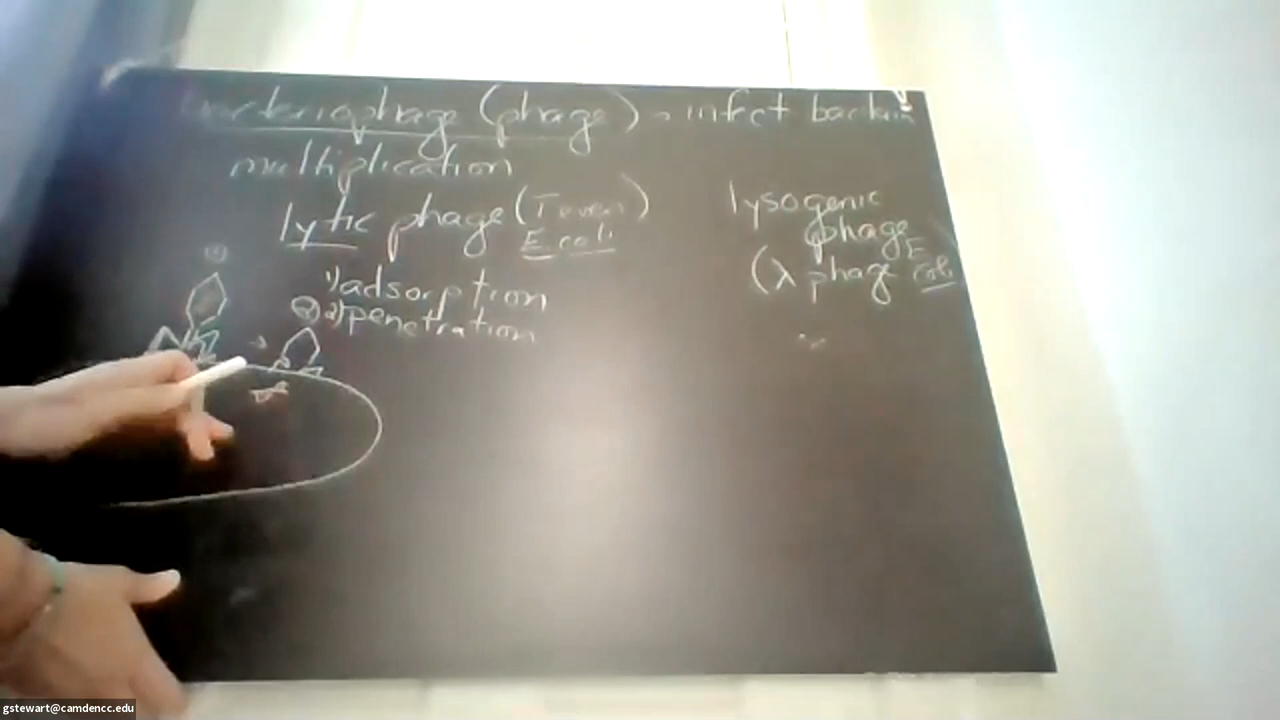 bacteriophage (phage) → infect bacteria
multiplication
lytic phage (T even)
E. coli
lysogenic
phage
(λ phage E
coli
1) adsorption
2) penetration
gstewart@camdencc.edu